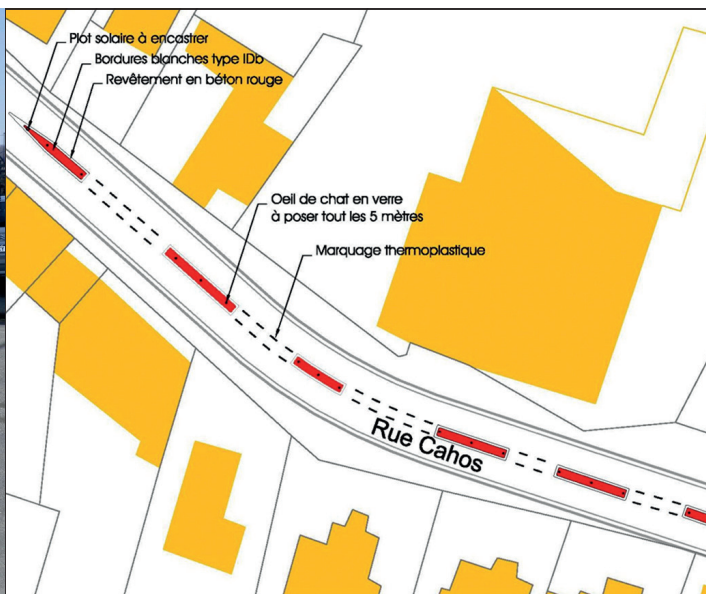 Plot solaire à encastrer
Bordures blanches type IDb
Revêtement en béton rouge
Oeil de chat en verre
à poser tout les 5 mètres
Marquage thermoplastique
Rue Cahos